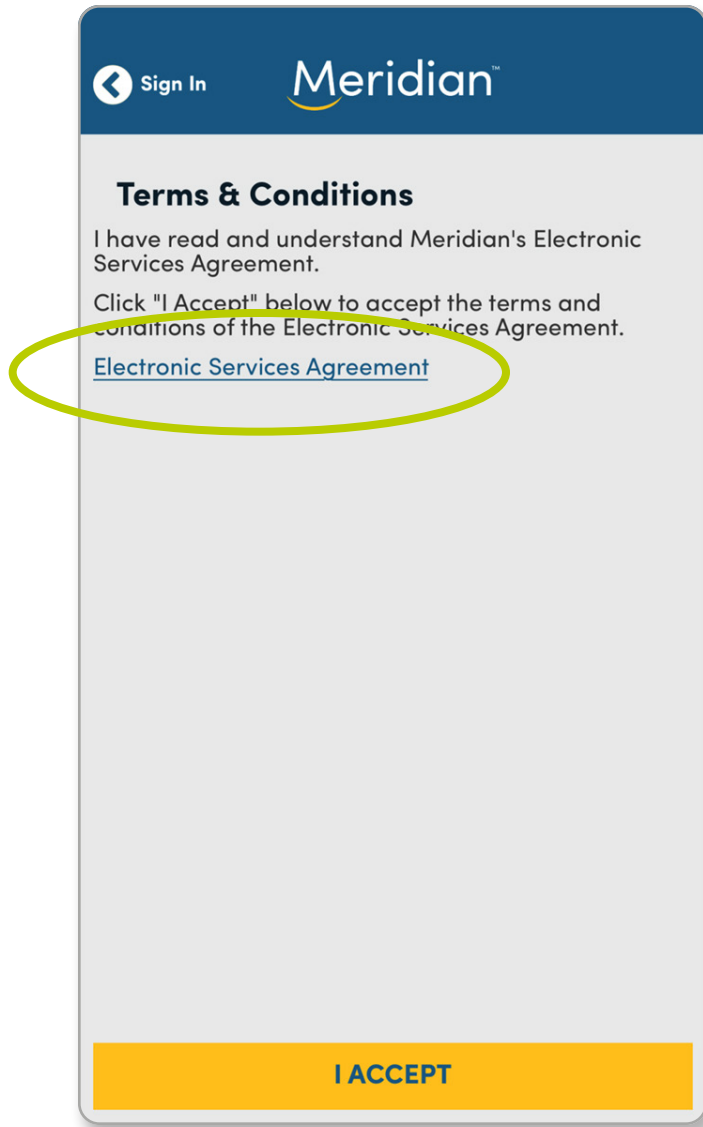 Sign In
Meridian™
Terms & Conditions
I have read and understand Meridian's Electronic
Services Agreement.
Click "I Accept" below to accept the terms and
conditions of the Electronic Services Agreement.
Electronic Services Agreement
I ACCEPT